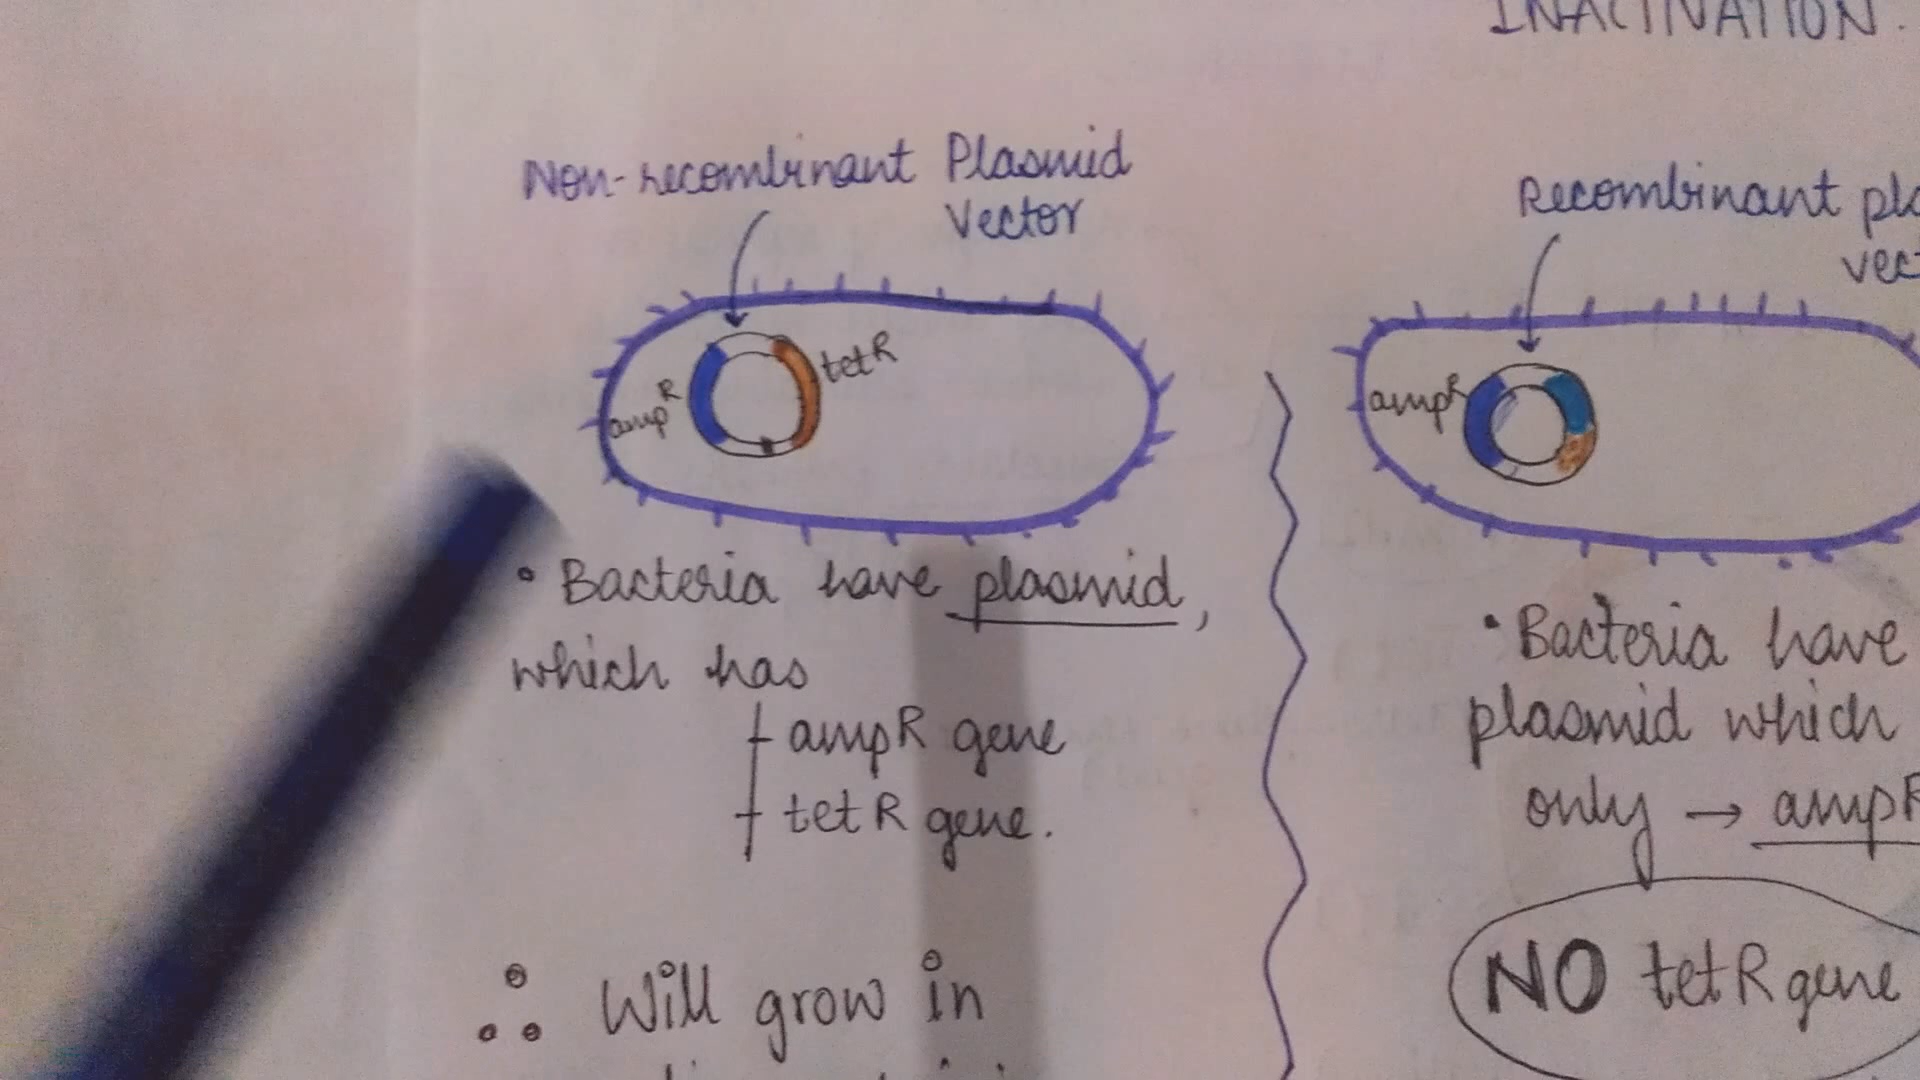 INACTIVATION.
Non-recombinant Plasmid
Vector
ampR
tetR
• Bacteria have plasmid,
which has
ampR gene
tetR gene.
∴ Will grow in
Recombinant
ampR
• Bacteria have
plasmid which
only → ampR
NO tetR gene